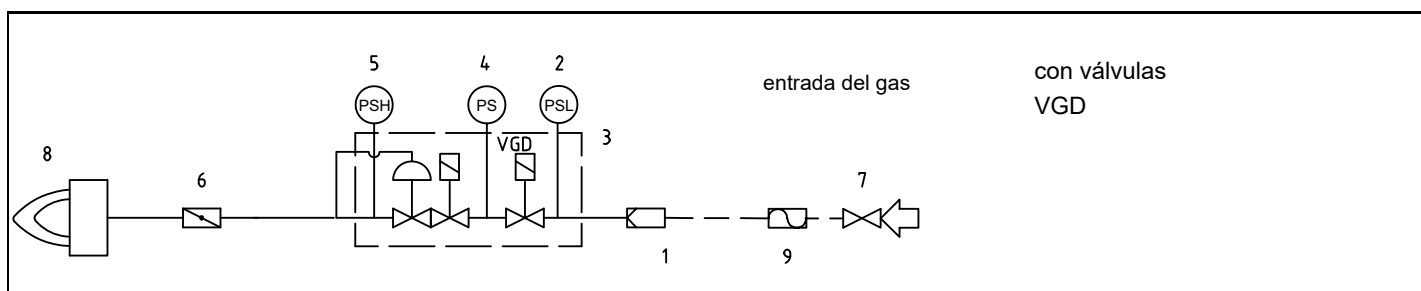 5
4
2
entrada del gas
con válvulas
VGD
PSH
PS
PSL
VGD
3
8
6
7
1
9